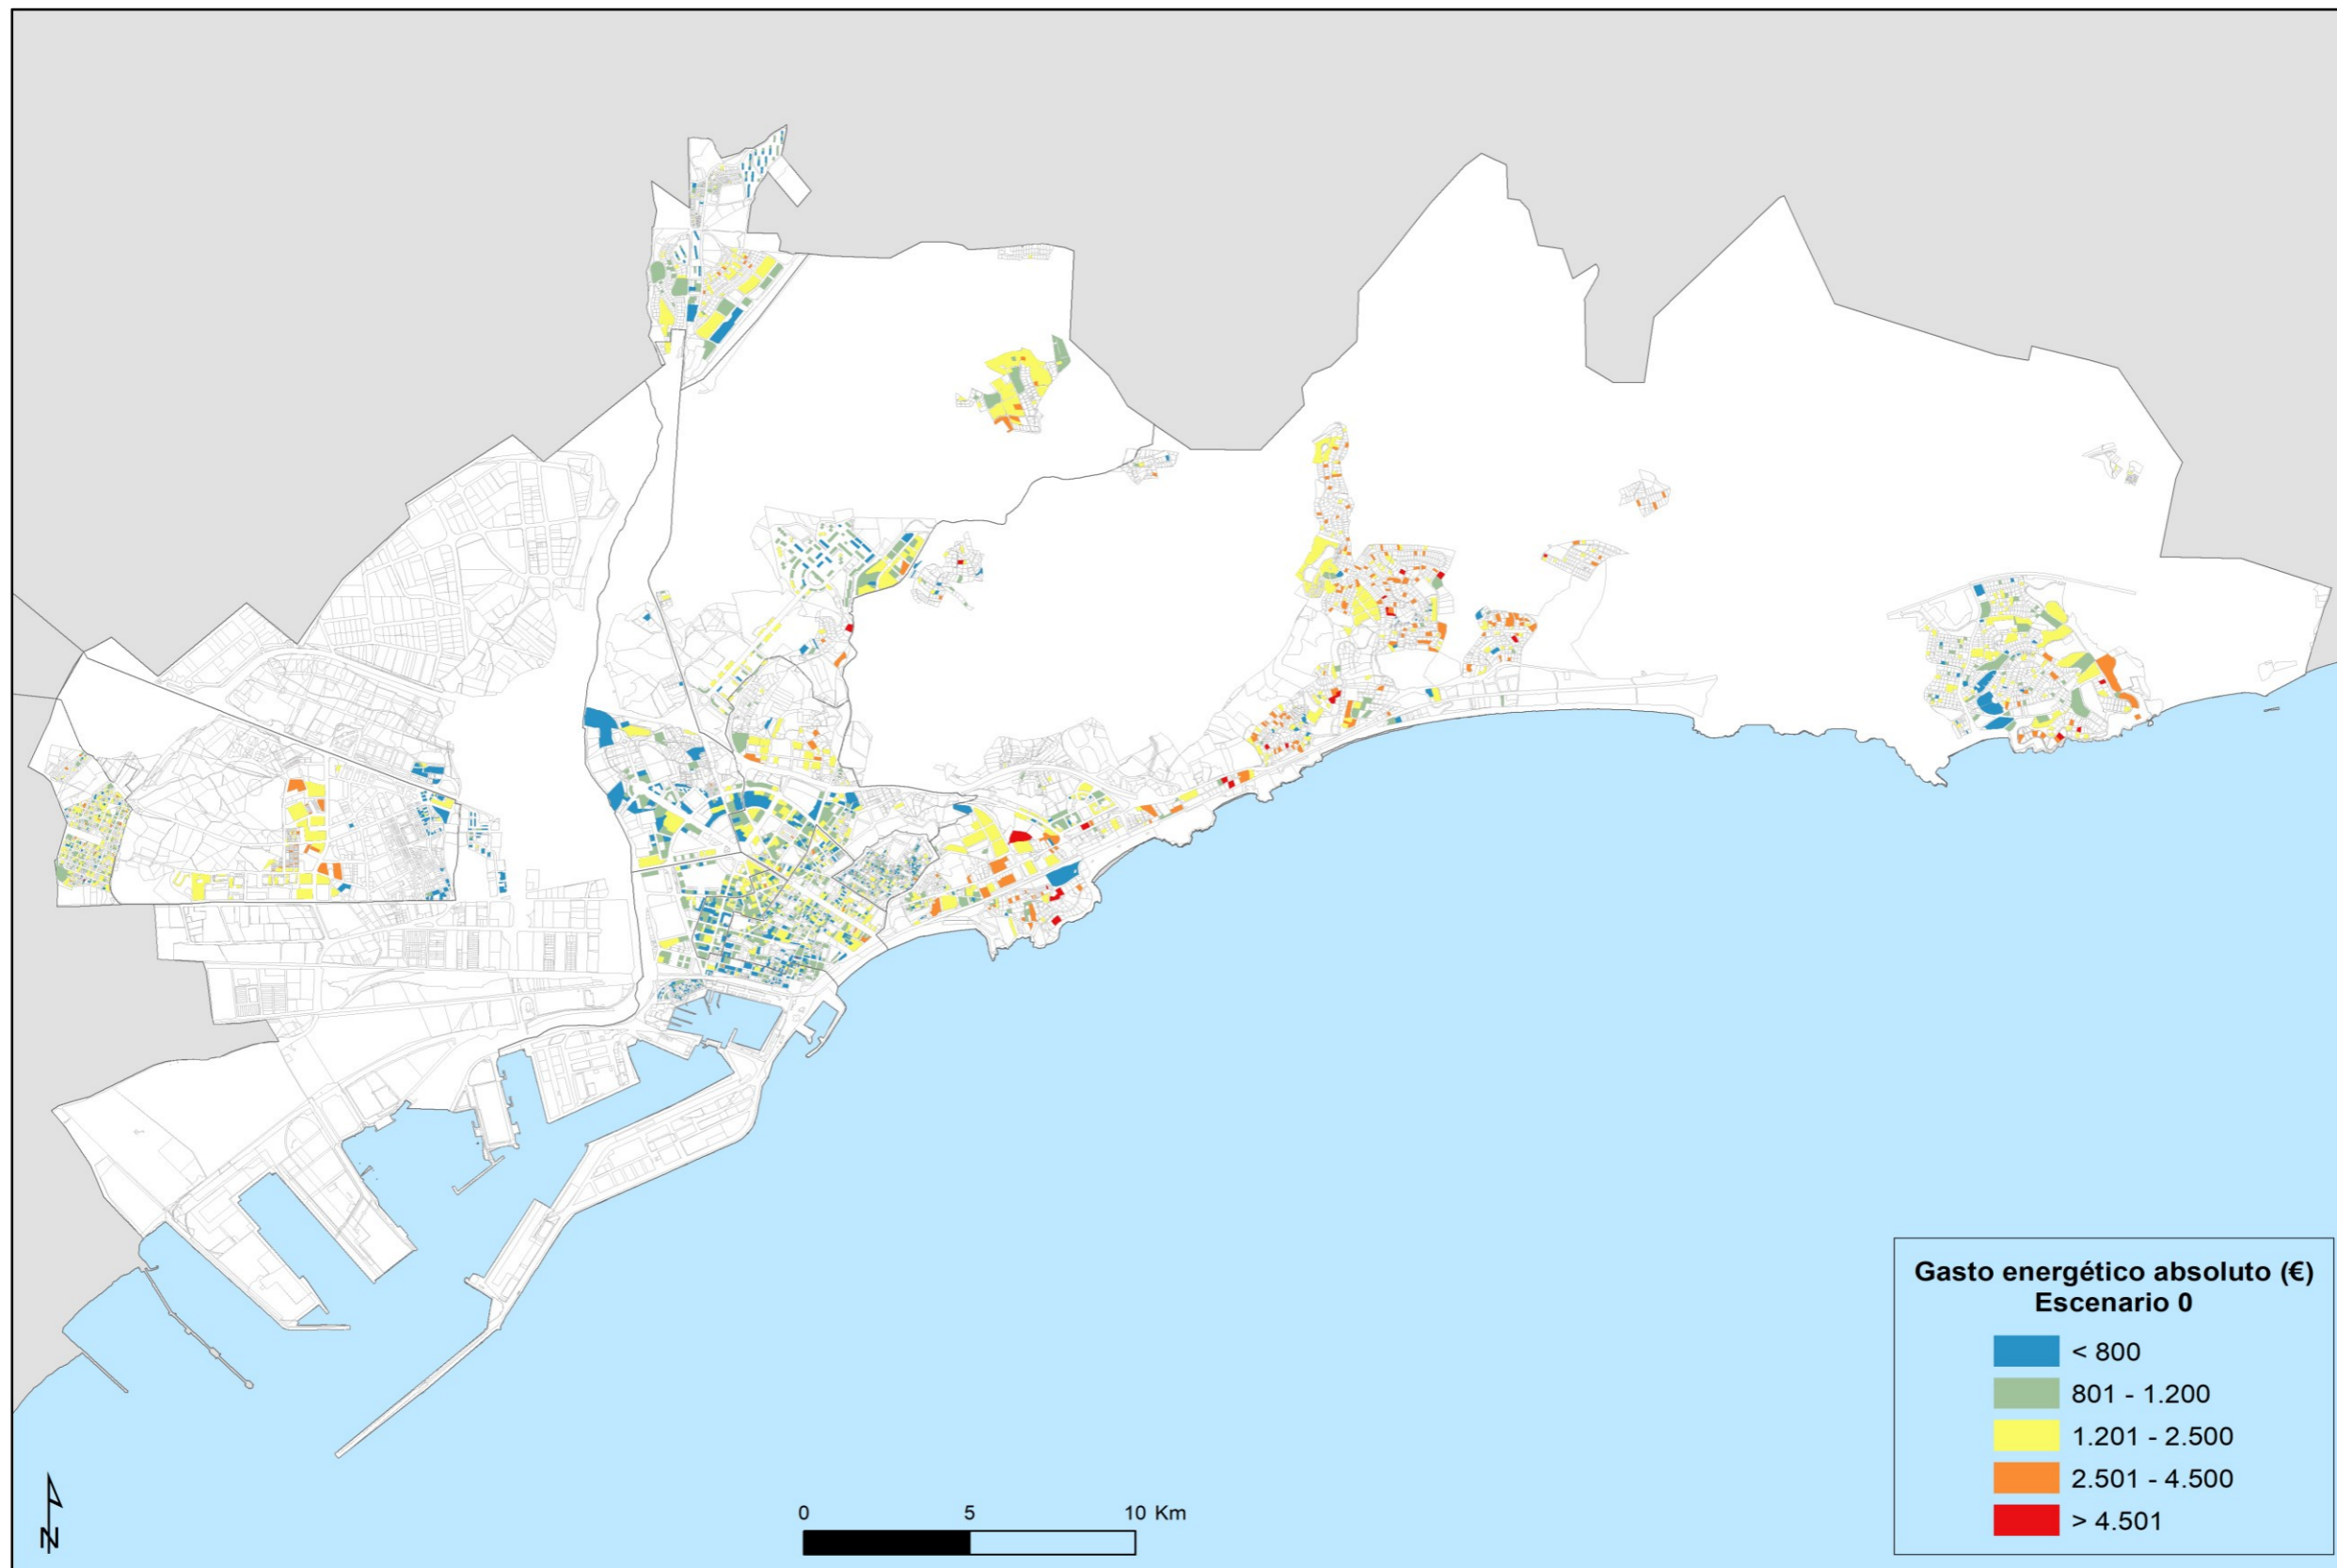 Gasto energético absoluto (€)
Escenario 0
< 800
801 - 1.200
1.201 - 2.500
2.501 - 4.500
> 4.501
N
0 5 10 Km